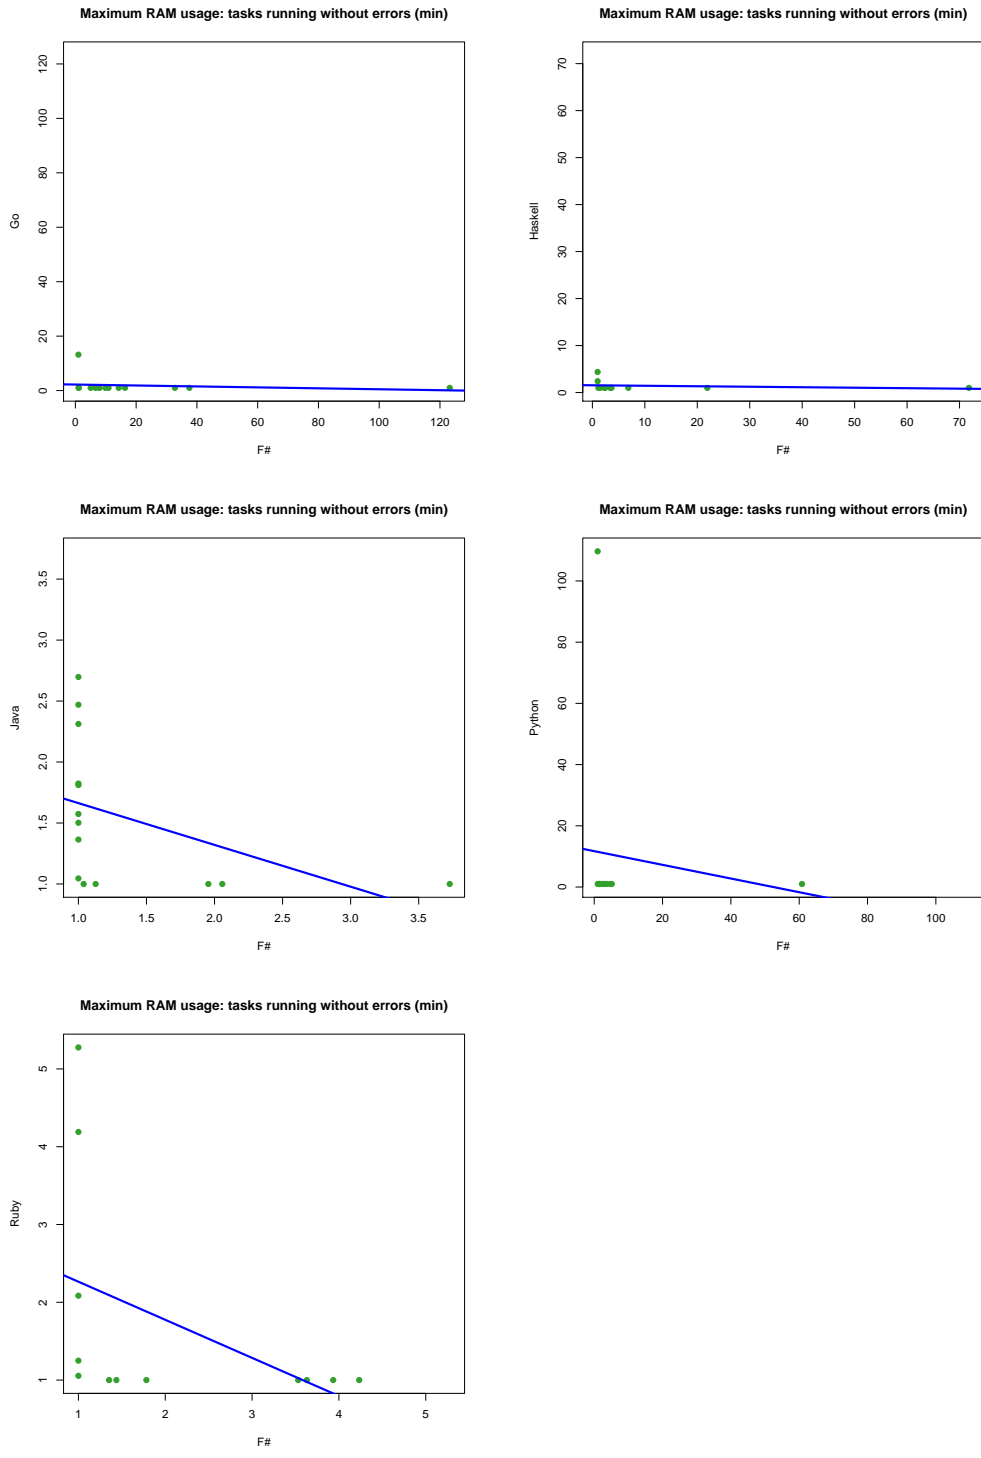 Maximum RAM usage: tasks running without errors (min)
Go
120
100
80
60
40
20
0
0 20 40 60 80 100 120
F#
Maximum RAM usage: tasks running without errors (min)
Haskell
70
60
50
40
30
20
10
0
0 10 20 30 40 50 60 70
F#
Maximum RAM usage: tasks running without errors (min)
Java
3.5
3.0
2.5
2.0
1.5
1.0
1.0 1.5 2.0 2.5 3.0 3.5
F#
Maximum RAM usage: tasks running without errors (min)
Python
100
80
60
40
20
0
0 20 40 60 80 100
F#
Maximum RAM usage: tasks running without errors (min)
Ruby
5
4
3
2
1
1 2 3 4 5
F#